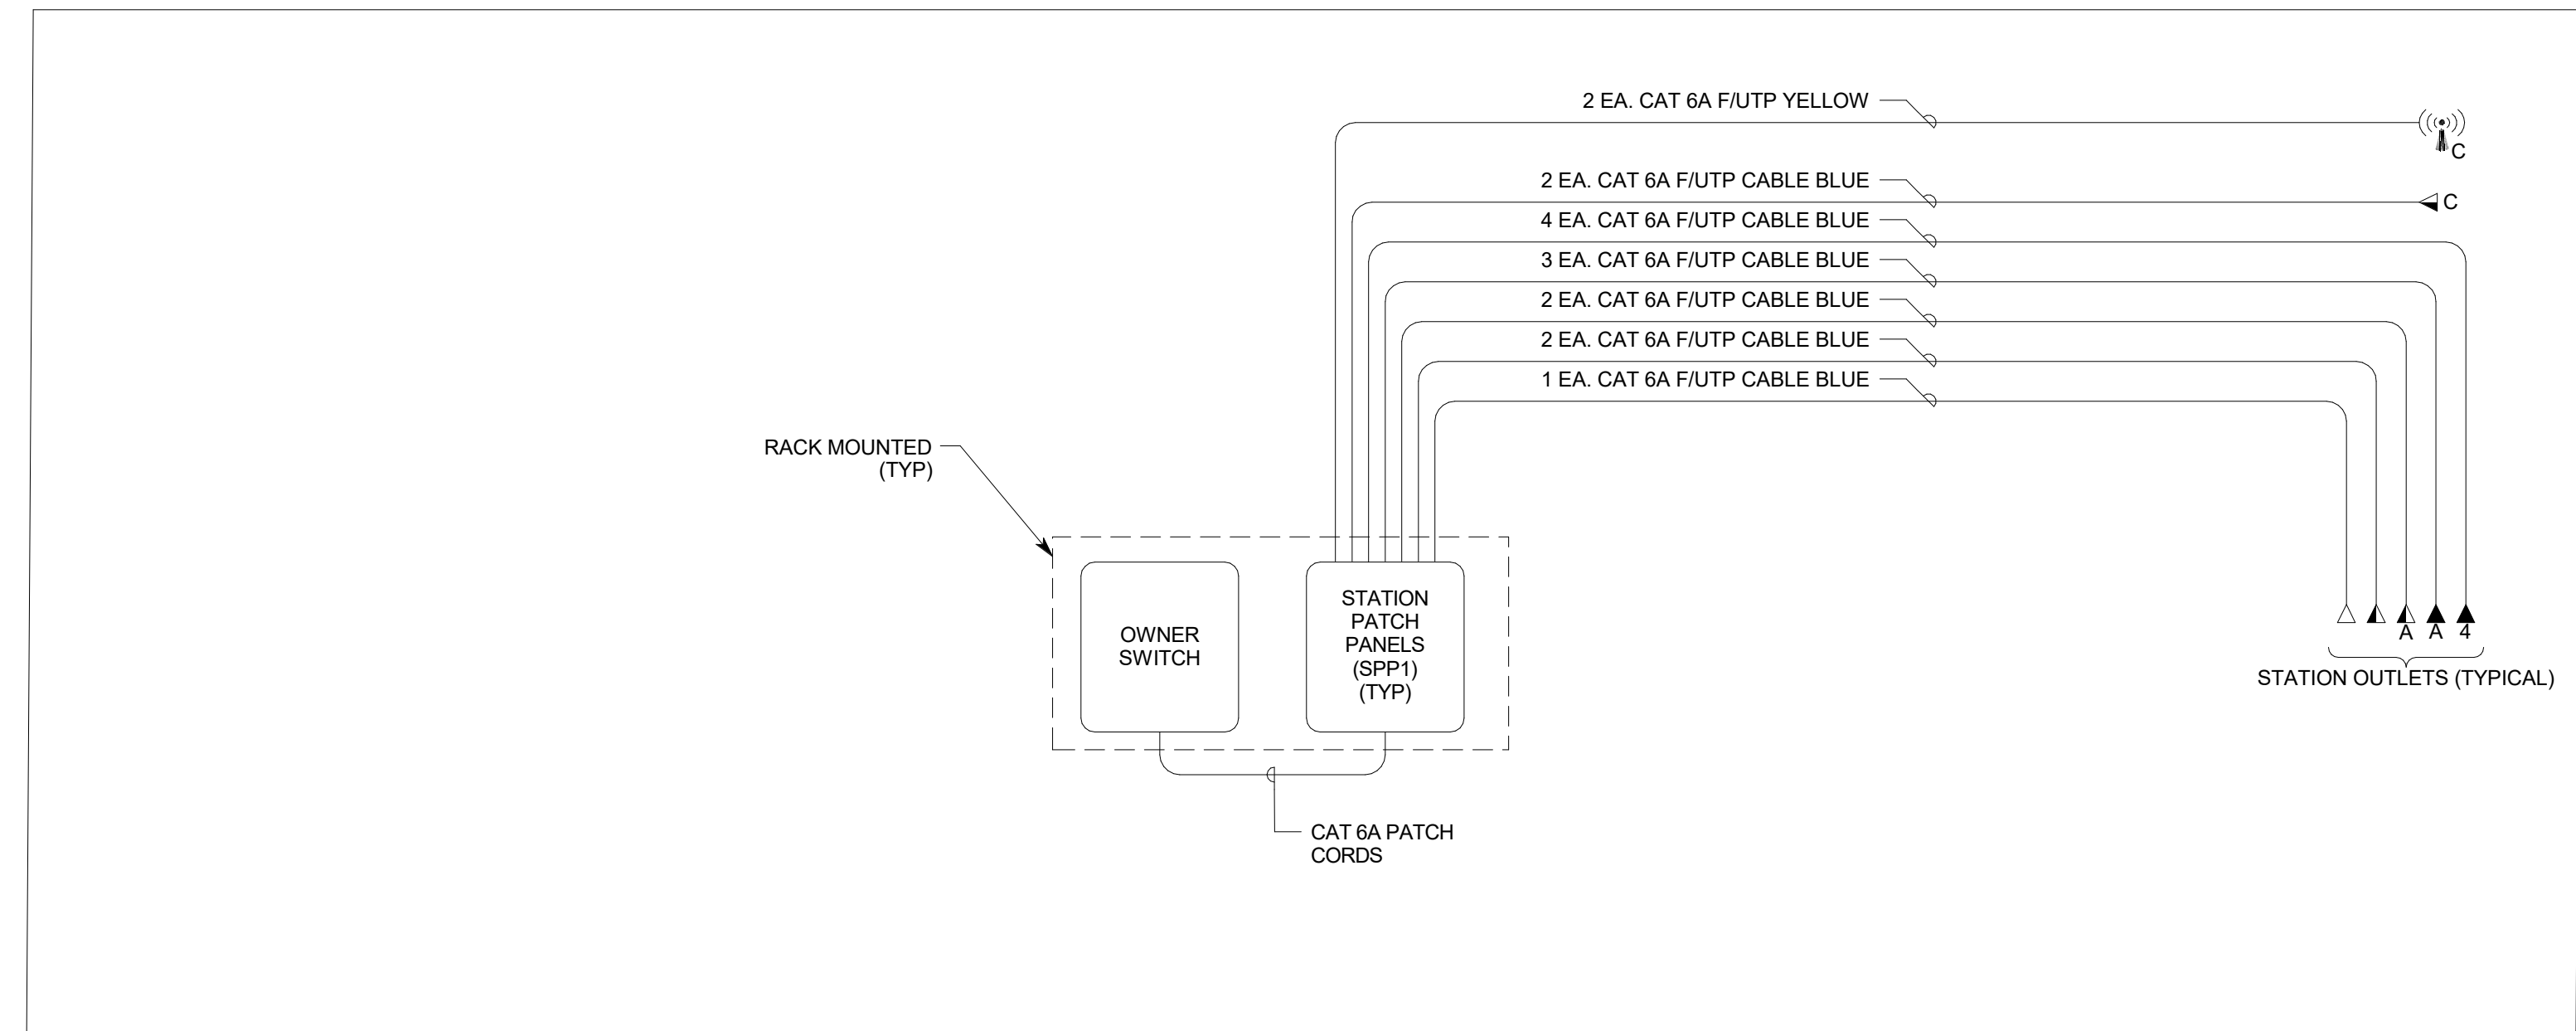 2 EA. CAT 6A F/UTP YELLOW
C
2 EA. CAT 6A F/UTP CABLE BLUE
C
4 EA. CAT 6A F/UTP CABLE BLUE
3 EA. CAT 6A F/UTP CABLE BLUE
2 EA. CAT 6A F/UTP CABLE BLUE
2 EA. CAT 6A F/UTP CABLE BLUE
1 EA. CAT 6A F/UTP CABLE BLUE
RACK MOUNTED
(TYP)
OWNER
SWITCH
STATION
PATCH
PANELS
(SPP1)
(TYP)
A A 4
STATION OUTLETS (TYPICAL)
CAT 6A PATCH
CORDS